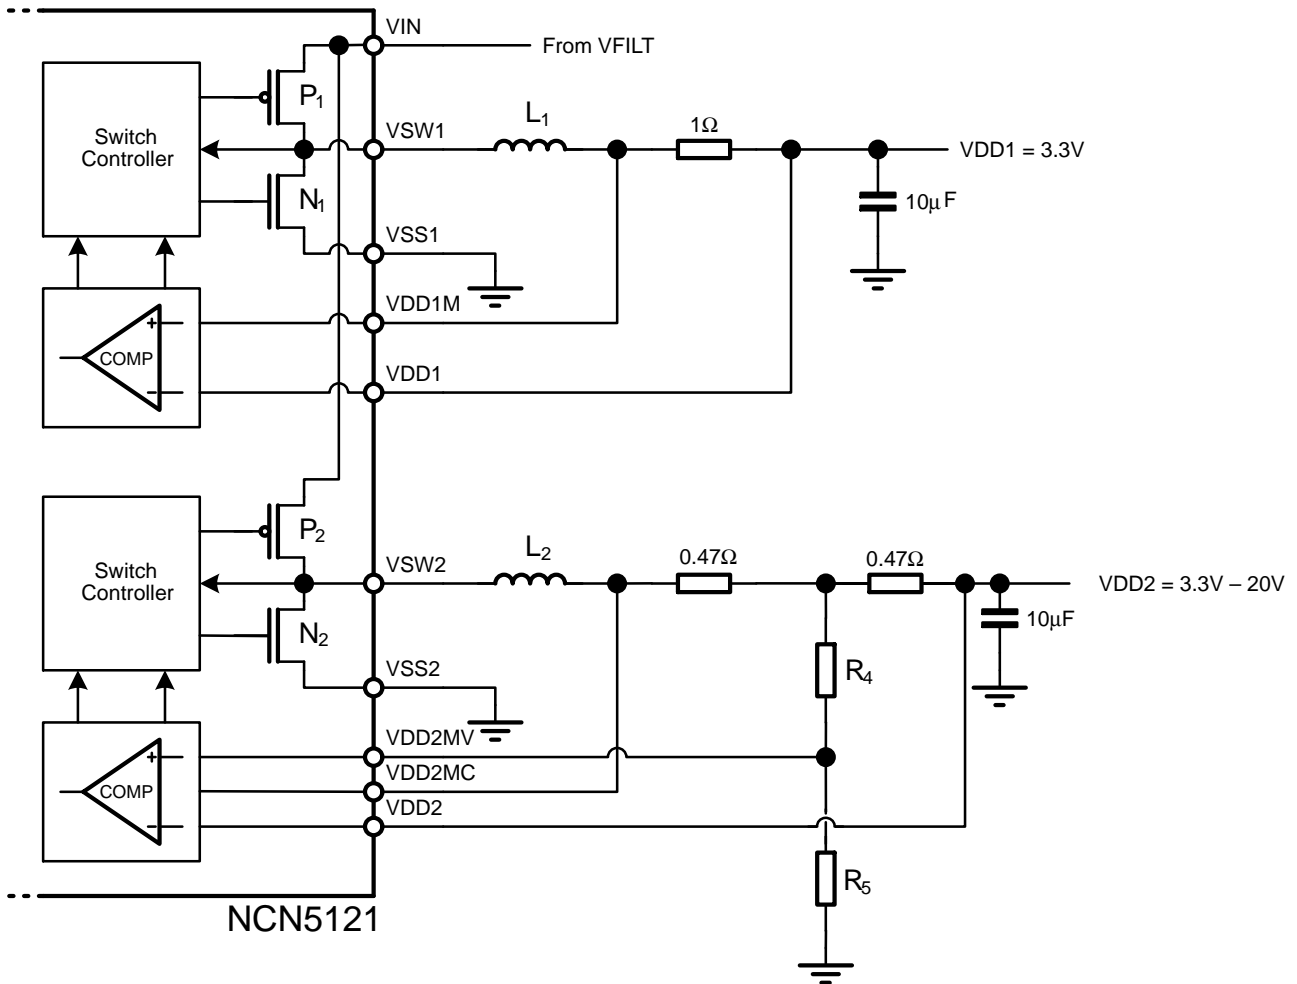 VIN
From VFILT
P1
Switch
Controller
VSW1
L1
1Ω
VDD1 = 3.3V
N1
10μF
VSS1
VDD1M
+
COMP
−
VDD1
P2
Switch
Controller
VSW2
L2
0.47Ω
0.47Ω
VDD2 = 3.3V – 20V
10μF
N2
VSS2
R4
VDD2MV
+
COMP
−
VDD2MC
VDD2
R5
NCN5121